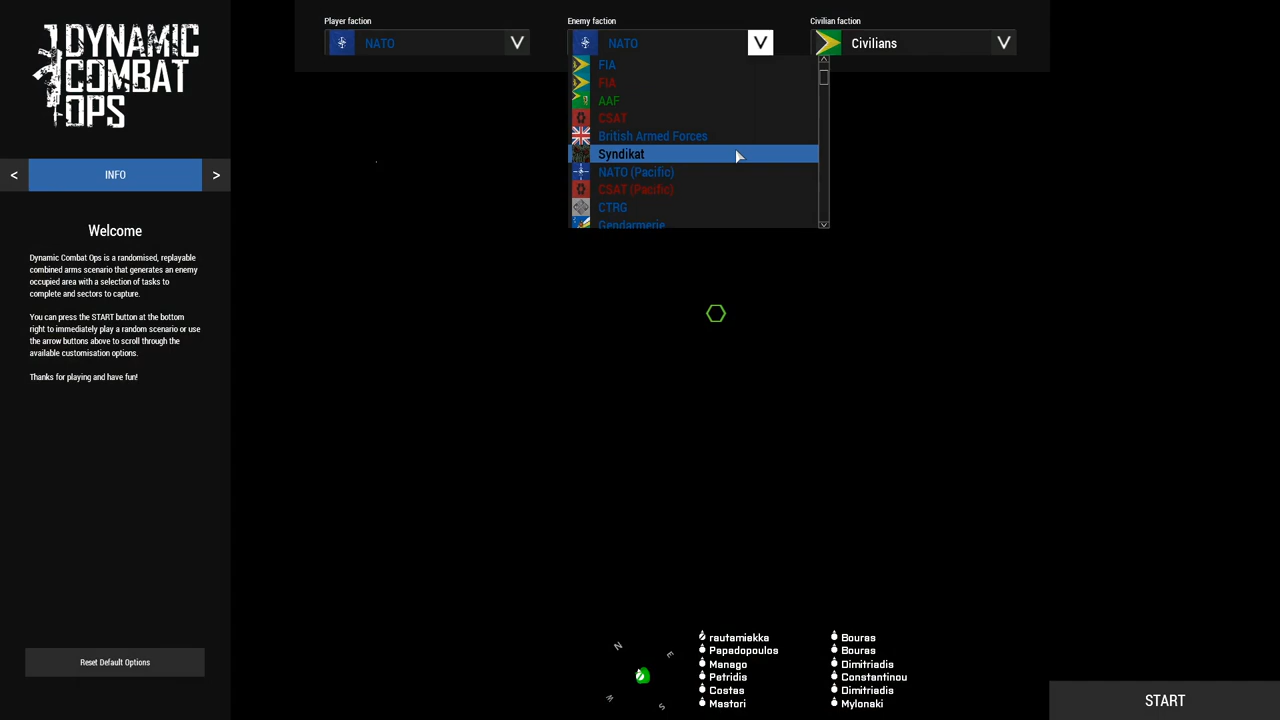 DYNAMIC
COMBAT
OPS
< INFO >
Welcome
Dynamic Combat Ops is a randomised, replayable
combined arms scenario that generates an enemy
occupied area with a selection of tasks to
complete and sectors to capture.
You can press the START button at the bottom
right to immediately play a random scenario or use
the arrow buttons above to scroll through the
available customisation options.
Thanks for playing and have fun!
Reset Default Options
Player faction
NATO
Enemy faction
NATO
FIA
FIA
AAF
CSAT
British Armed Forces
Syndikat
NATO (Pacific)
CSAT (Pacific)
CTRG
Gendarmerie
Civilian faction
Civilians
N
E
W
S
rautamiekka
Papadopoulos
Manago
Petridis
Costas
Mastori
Bouras
Bouras
Dimitriadis
Constantinou
Dimitriadis
Mylonaki
START